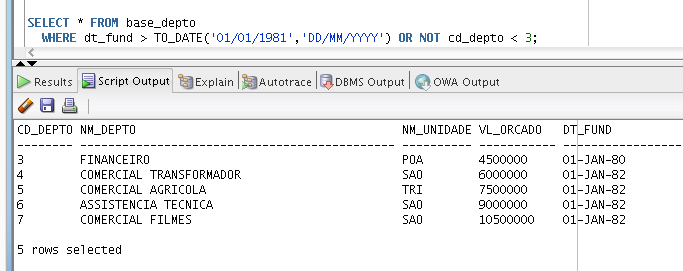 SELECT * FROM base_depto
WHERE dt_fund > TO_DATE('01/01/1981','DD/MM/YYYY') OR NOT cd_depto < 3;
Results Script Output Explain Autotrace DBMS Output OWA Output
CD_DEPTO NM_DEPTO NM_UNIDADE VL_ORCADO DT_FUND
-------- ---------------------------------------- ---------- --------- ---------------
3 FINANCEIRO POA 4500000 01-JAN-80
4 COMERCIAL TRANSFORMADOR SAO 6000000 01-JAN-82
5 COMERCIAL AGRICOLA TRI 7500000 01-JAN-82
6 ASSISTENCIA TECNICA SAO 9000000 01-JAN-82
7 COMERCIAL FILMES SAO 10500000 01-JAN-82
5 rows selected